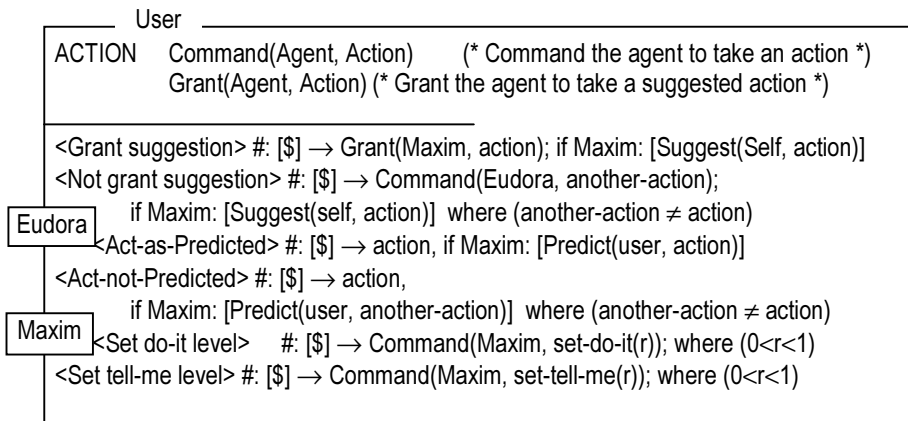 User
ACTION Command(Agent, Action) (* Command the agent to take an action *)
Grant(Agent, Action) (* Grant the agent to take a suggested action *)
<Grant suggestion> #: [$] → Grant(Maxim, action); if Maxim: [Suggest(Self, action)]
<Not grant suggestion> #: [$] → Command(Eudora, another-action);
if Maxim: [Suggest(self, action)] where (another-action ≠ action)
Eudora
<Act-as-Predicted> #: [$] → action, if Maxim: [Predict(user, action)]
<Act-not-Predicted> #: [$] → action,
if Maxim: [Predict(user, another-action)] where (another-action ≠ action)
Maxim
<Set do-it level> #: [$] → Command(Maxim, set-do-it(r)); where (0<r<1)
<Set tell-me level> #: [$] → Command(Maxim, set-tell-me(r)); where (0<r<1)